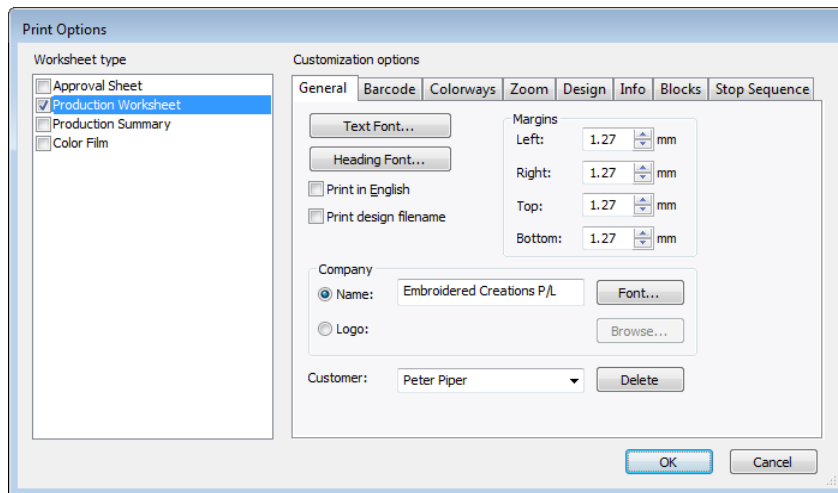 Print Options
Worksheet type
Approval Sheet
Production Worksheet
Production Summary
Color Film
Customization options
General Barcode Colorways Zoom Design Info Blocks Stop Sequence
Text Font...
Heading Font...
Print in English
Print design filename
Margins
Left: 1.27 mm
Right: 1.27 mm
Top: 1.27 mm
Bottom: 1.27 mm
Company
Name: Embroidered Creations P/L Font...
Logo: Browse...
Customer: Peter Piper Delete
OK Cancel